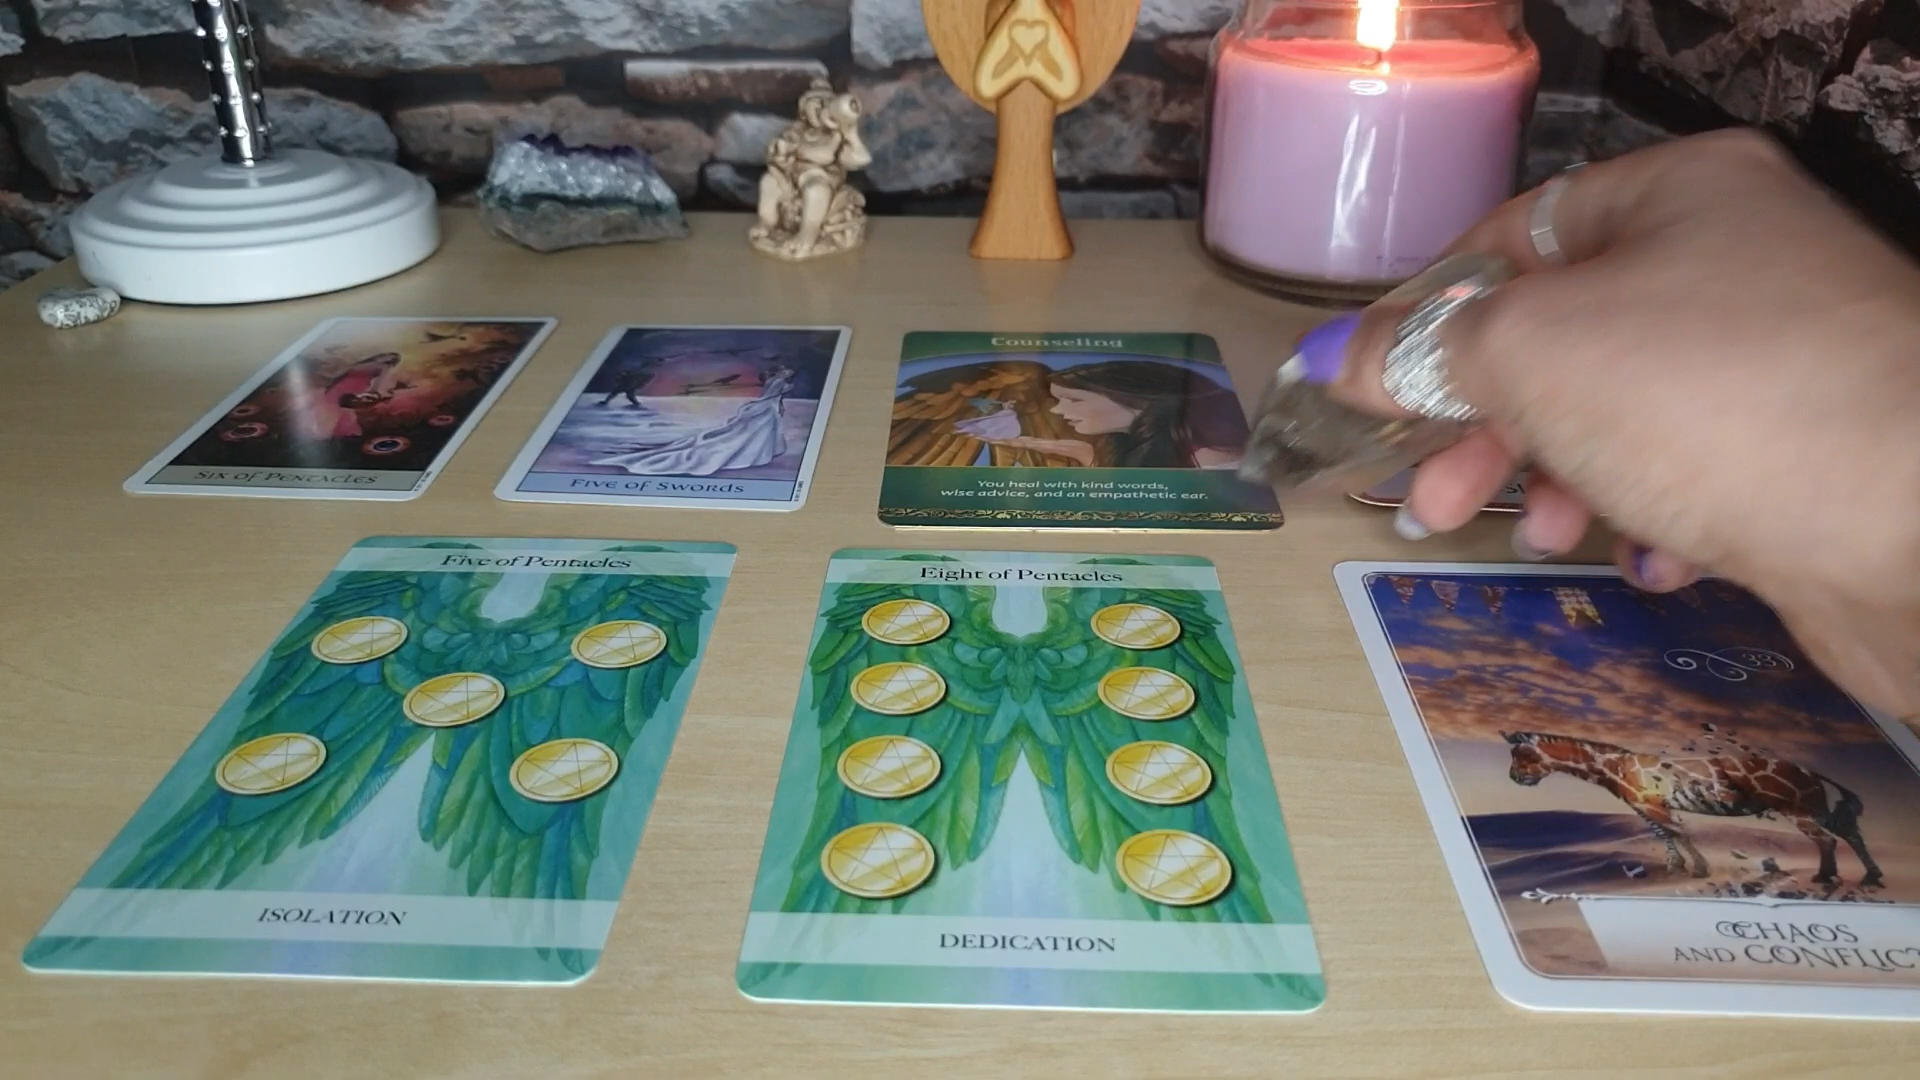 Counseling
You heal with kind words,
wise advice, and an empathetic ear.
SIX OF PENTACLES
FIVE OF SWORDS
Five of Pentacles
ISOLATION
Eight of Pentacles
DEDICATION
33
CHAOS
AND CONFLICT